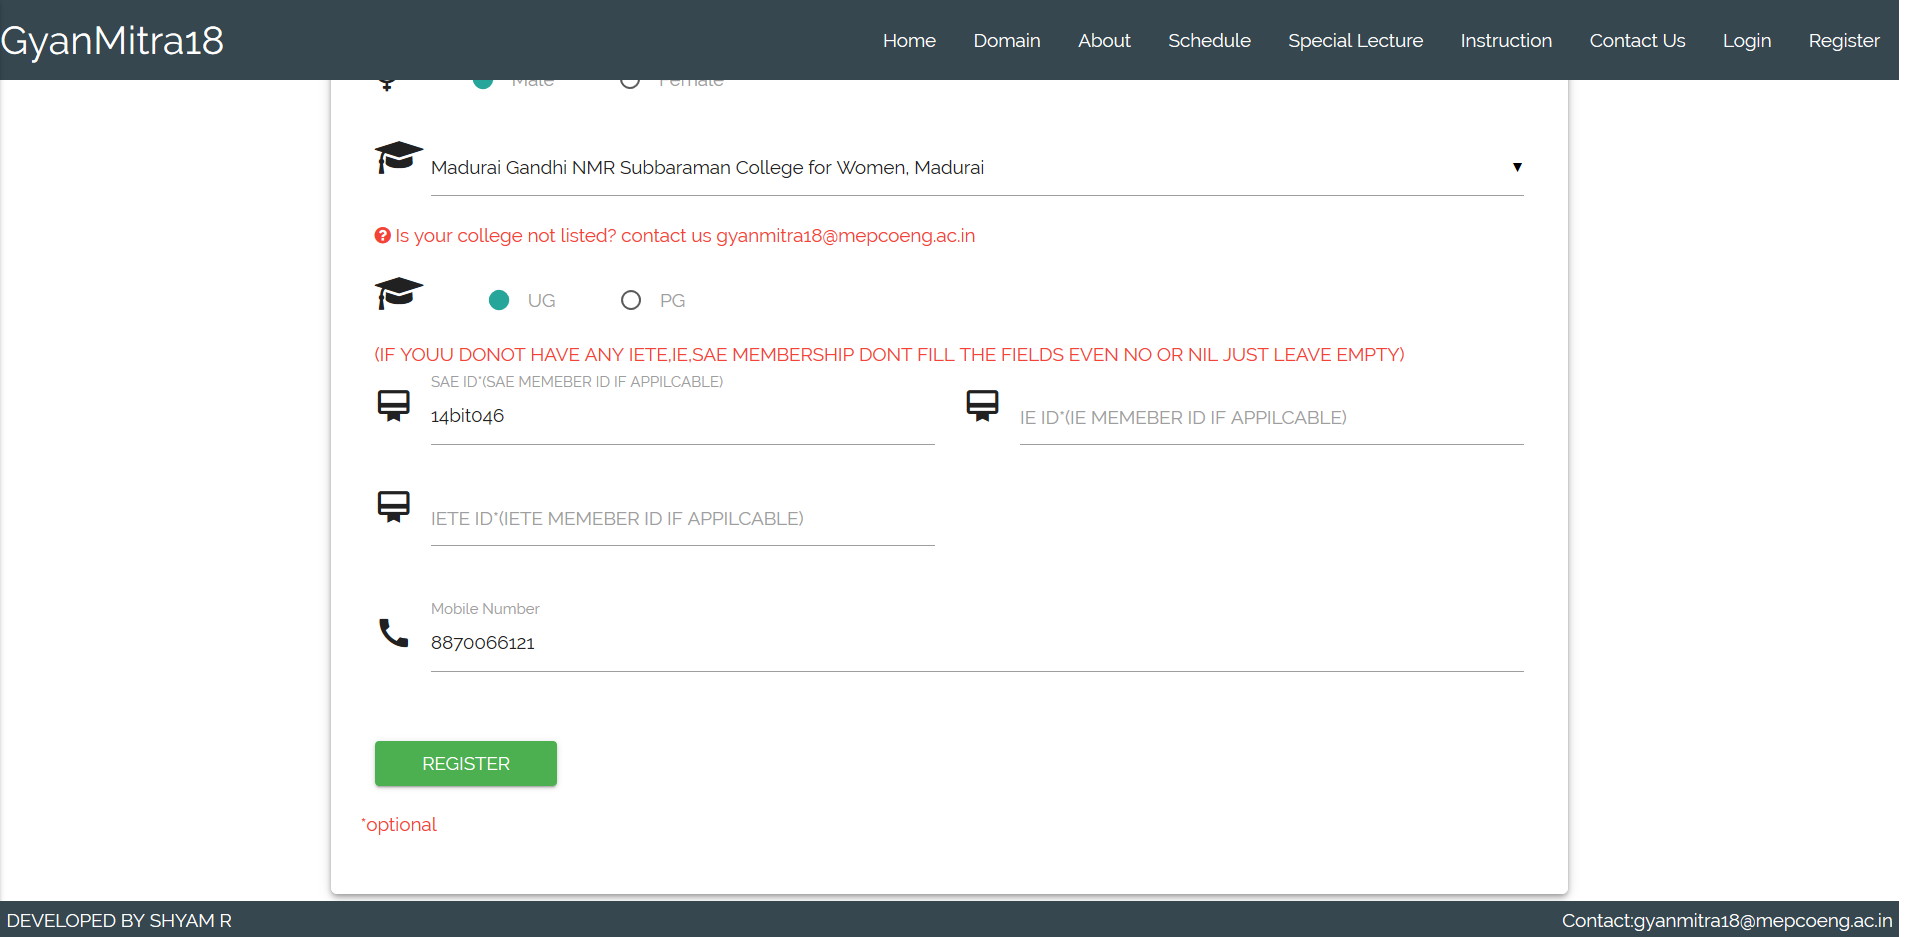 GyanMitra18
Home Domain About Schedule Special Lecture Instruction Contact Us Login Register
Male Female
Madurai Gandhi NMR Subbaraman College for Women, Madurai
Is your college not listed? contact us gyanmitra18@mepcoeng.ac.in
UG PG
(IF YOUU DONOT HAVE ANY IETE,IE,SAE MEMBERSHIP DONT FILL THE FIELDS EVEN NO OR NIL JUST LEAVE EMPTY)
SAE ID*(SAE MEMEBER ID IF APPILCABLE)
14bit046
IE ID*(IE MEMEBER ID IF APPILCABLE)
IETE ID*(IETE MEMEBER ID IF APPILCABLE)
Mobile Number
8870066121
REGISTER
*optional
DEVELOPED BY SHYAM R
Contact:gyanmitra18@mepcoeng.ac.in